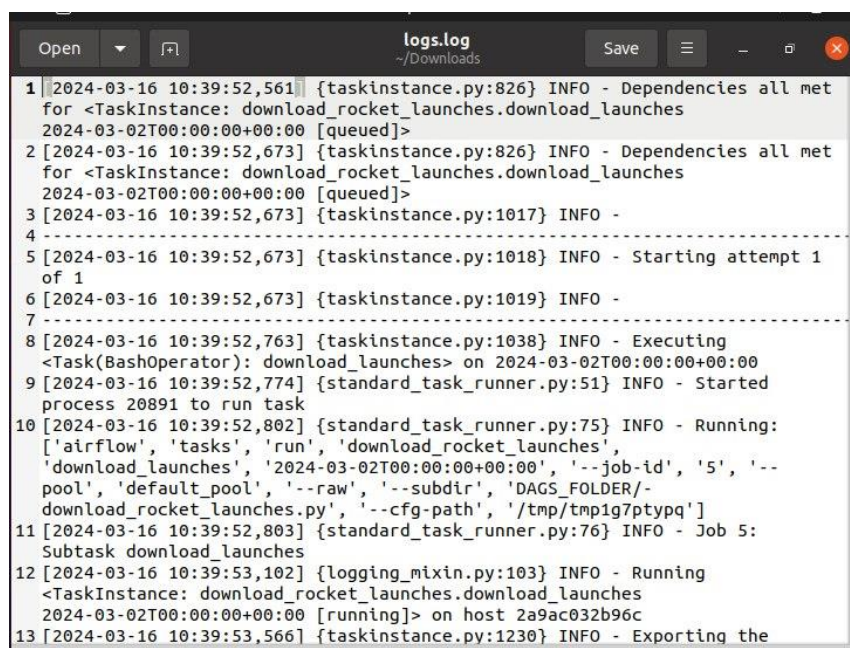 Open
logs.log
~/Downloads
Save
1 [2024-03-16 10:39:52,561] {taskinstance.py:826} INFO - Dependencies all met
for <TaskInstance: download_rocket_launches.download_launches
2024-03-02T00:00:00+00:00 [queued]>
2 [2024-03-16 10:39:52,673] {taskinstance.py:826} INFO - Dependencies all met
for <TaskInstance: download_rocket_launches.download_launches
2024-03-02T00:00:00+00:00 [queued]>
3 [2024-03-16 10:39:52,673] {taskinstance.py:1017} INFO -
4 --------------------------------------------------------------------------------
5 [2024-03-16 10:39:52,673] {taskinstance.py:1018} INFO - Starting attempt 1
of 1
6 [2024-03-16 10:39:52,673] {taskinstance.py:1019} INFO -
7 --------------------------------------------------------------------------------
8 [2024-03-16 10:39:52,763] {taskinstance.py:1038} INFO - Executing
<Task(BashOperator): download_launches> on 2024-03-02T00:00:00+00:00
9 [2024-03-16 10:39:52,774] {standard_task_runner.py:51} INFO - Started
process 20891 to run task
10 [2024-03-16 10:39:52,802] {standard_task_runner.py:75} INFO - Running:
['airflow', 'tasks', 'run', 'download_rocket_launches',
'download_launches', '2024-03-02T00:00:00+00:00', '--job-id', '5', '--
pool', 'default_pool', '--raw', '--subdir', 'DAGS_FOLDER/-
download_rocket_launches.py', '--cfg-path', '/tmp/tmp1g7ptypq']
11 [2024-03-16 10:39:52,803] {standard_task_runner.py:76} INFO - Job 5:
Subtask download_launches
12 [2024-03-16 10:39:53,102] {logging_mixin.py:103} INFO - Running
<TaskInstance: download_rocket_launches.download_launches
2024-03-02T00:00:00+00:00 [running]> on host 2a9ac032b96c
13 [2024-03-16 10:39:53,566] {taskinstance.py:1230} INFO - Exporting the